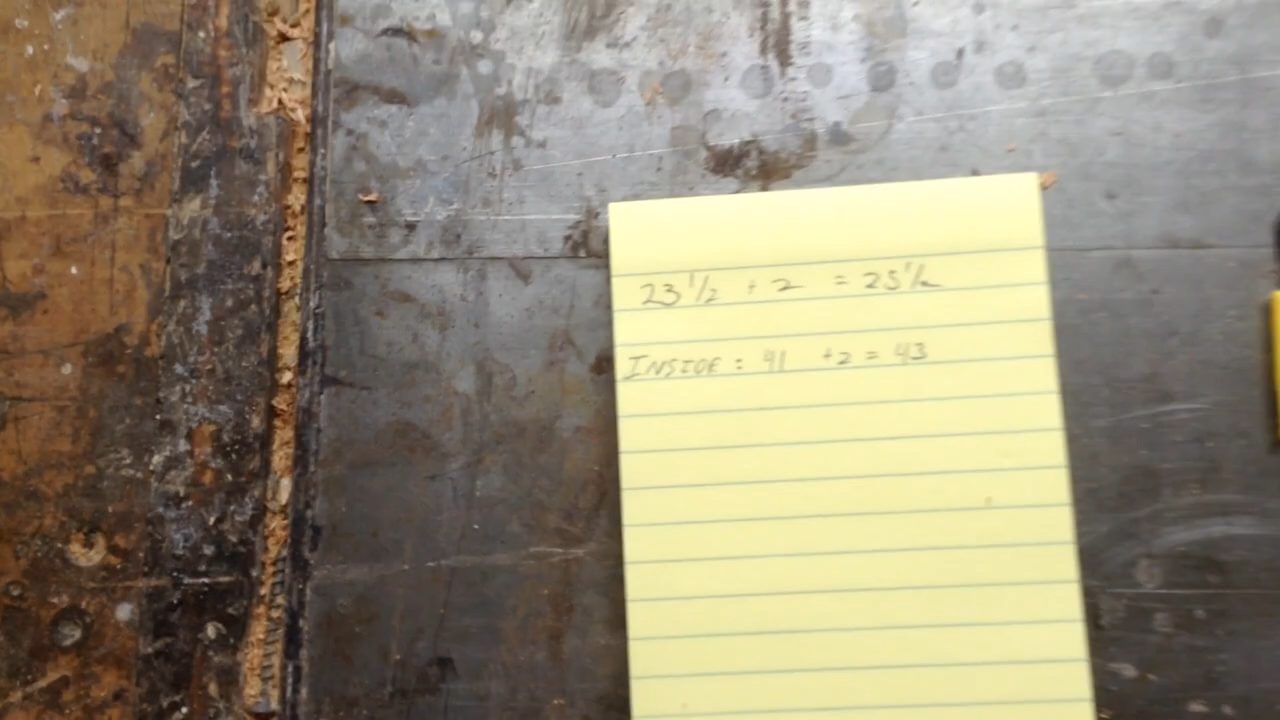 23 1/2 + 2 = 25 1/2
INSIDE: 41 +2 = 43